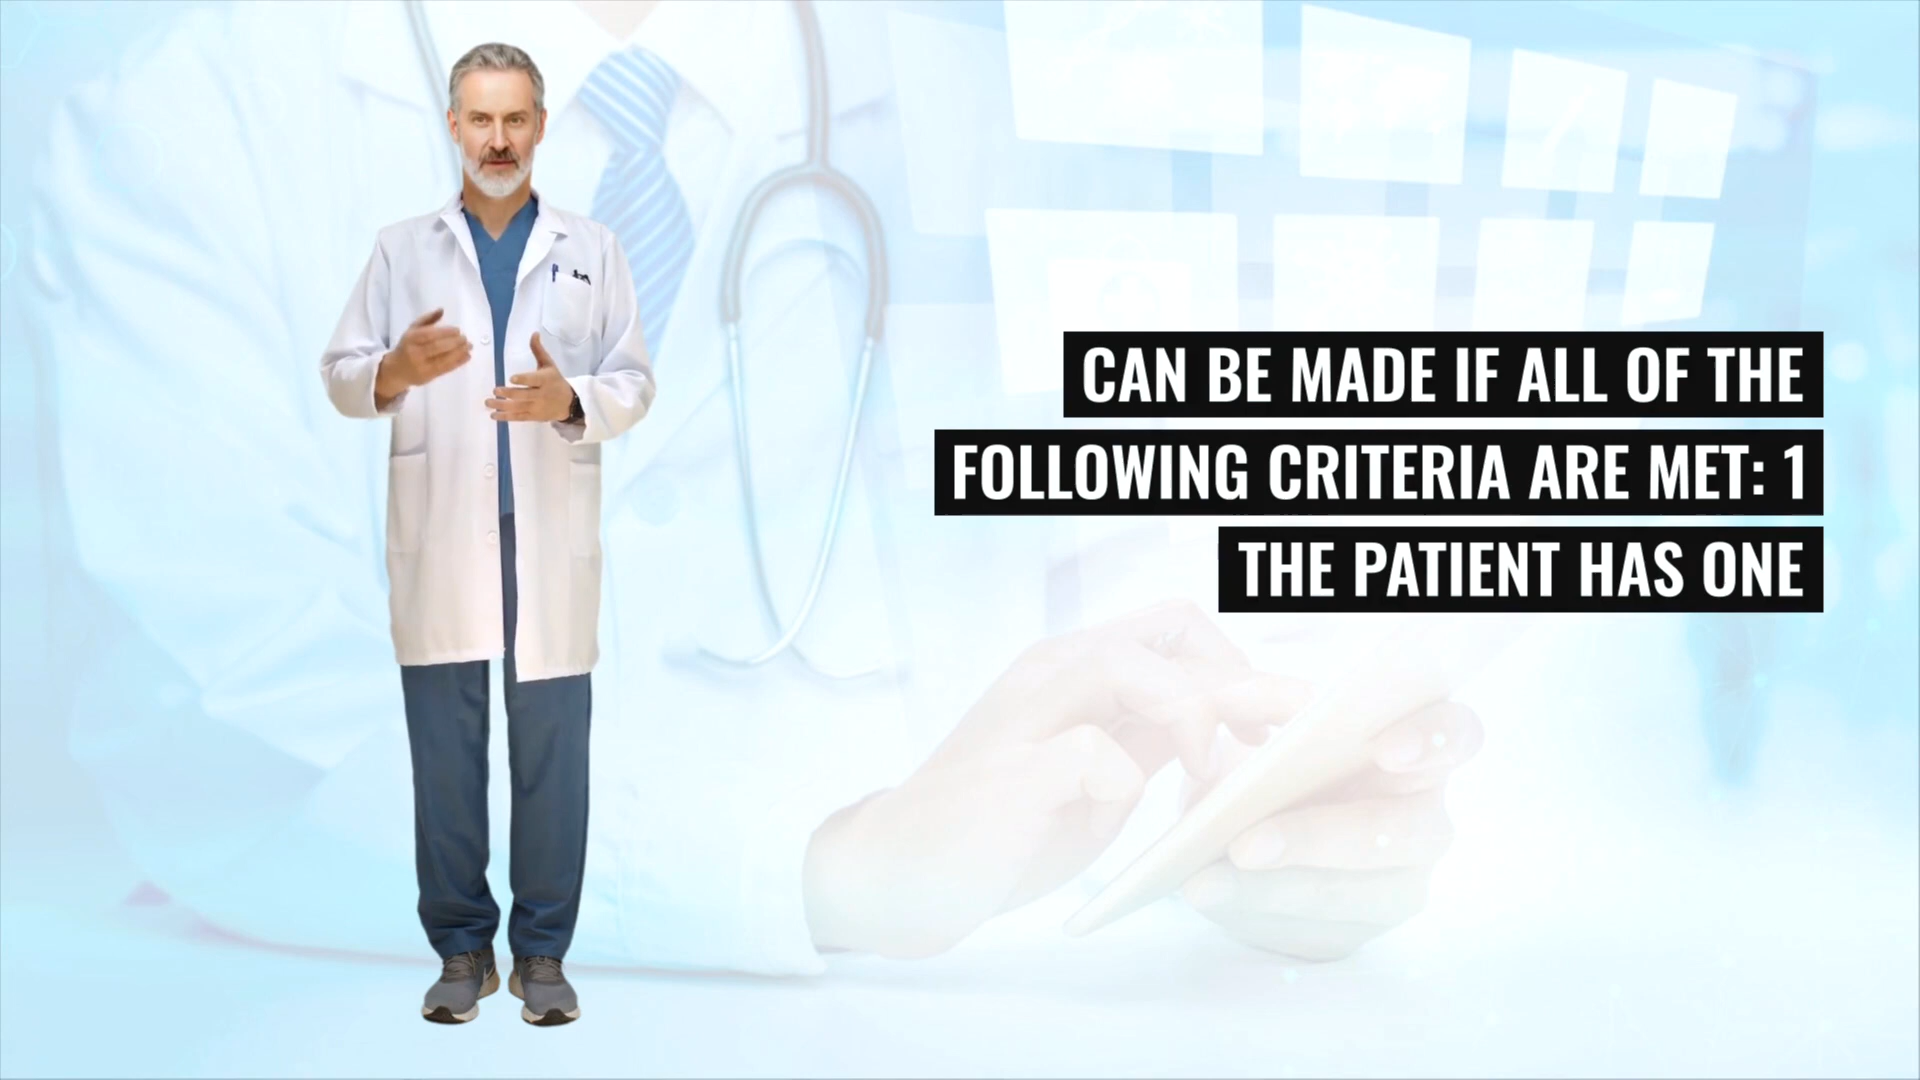 CAN BE MADE IF ALL OF THE
FOLLOWING CRITERIA ARE MET: 1
THE PATIENT HAS ONE